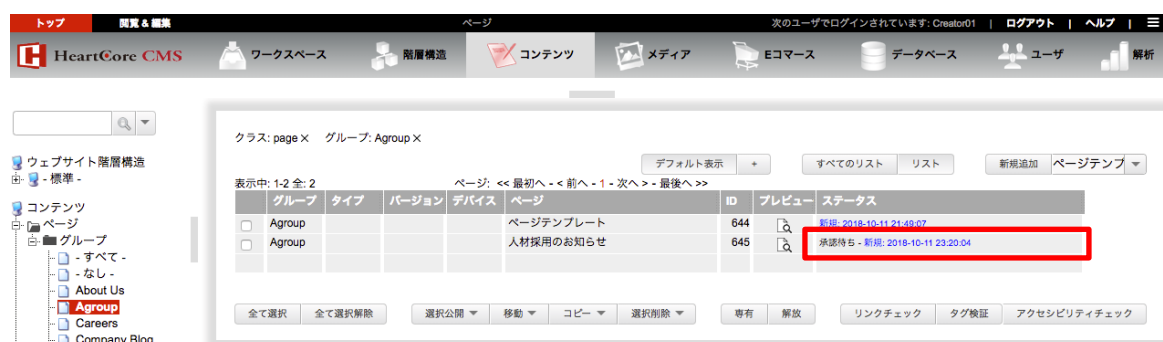 トップ 閲覧 & 編集 ページ 次のユーザでログインされています: Creator01 | ログアウト | ヘルプ |
HeartCore CMS ワークスペース 階層構造 コンテンツ メディア Eコマース データベース ユーザ 解析
クラス: page × グループ: Agroup ×
ウェブサイト階層構造
- 標準 -
デフォルト表示 + すべてのリスト リスト 新規追加 ページテンプ
表示中: 1-2 全: 2 ページ: << 最初へ - < 前へ - 1 - 次へ > - 最後へ >>
グループ タイプ バージョン デバイス ページ ID プレビュー ステータス
Agroup ページテンプレート 644 新規: 2018-10-11 21:49:07
Agroup 人材採用のお知らせ 645 承認待ち - 新規: 2018-10-11 23:20:04
コンテンツ
ページ
グループ
- すべて -
- なし -
About Us
Agroup
Careers
Company Blog
全て選択 全て選択解除 選択公開 移動 コピー 選択削除 専有 解放 リンクチェック タグ検証 アクセシビリティチェック